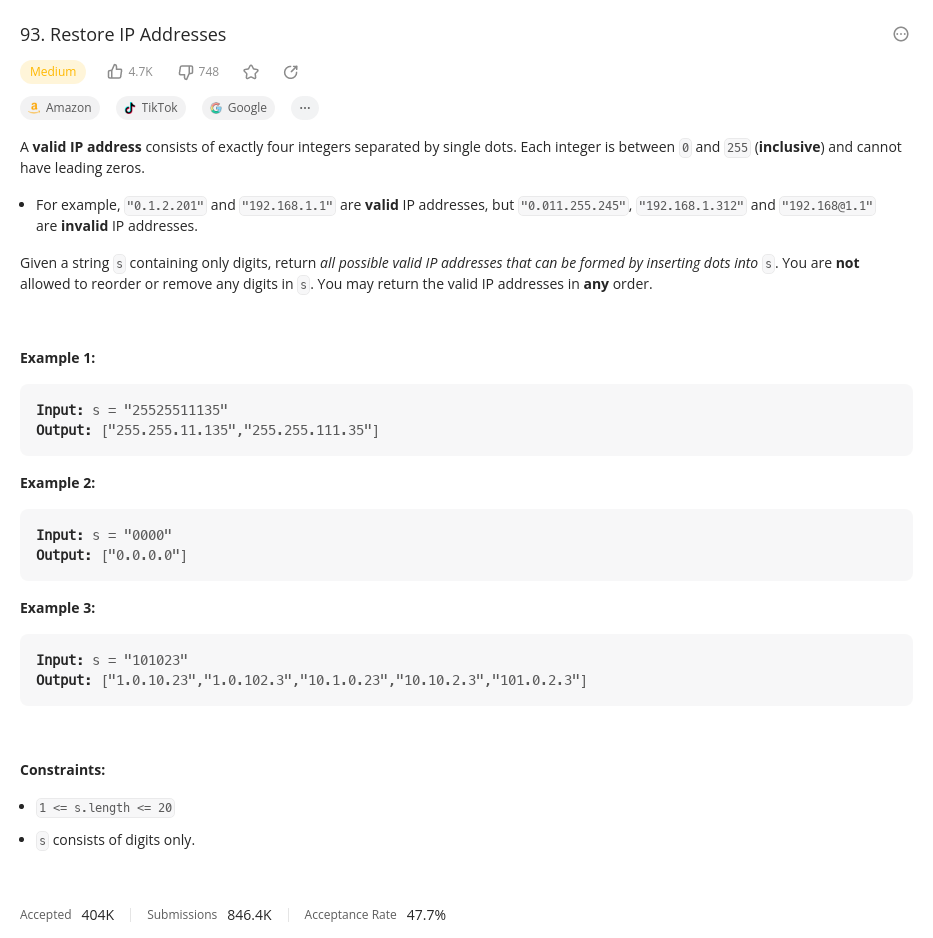 93. Restore IP Addresses
Medium 4.7K 748
Amazon TikTok Google ...
A valid IP address consists of exactly four integers separated by single dots. Each integer is between 0 and 255 (inclusive) and cannot
have leading zeros.
• For example, "0.1.2.201" and "192.168.1.1" are valid IP addresses, but "0.011.255.245", "192.168.1.312" and "192.168@1.1"
are invalid IP addresses.
Given a string s containing only digits, return all possible valid IP addresses that can be formed by inserting dots into s. You are not
allowed to reorder or remove any digits in s. You may return the valid IP addresses in any order.
Example 1:
Input: s = "25525511135"
Output: ["255.255.11.135","255.255.111.35"]
Example 2:
Input: s = "0000"
Output: ["0.0.0.0"]
Example 3:
Input: s = "101023"
Output: ["1.0.10.23","1.0.102.3","10.1.0.23","10.10.2.3","101.0.2.3"]
Constraints:
• 1 <= s.length <= 20
• s consists of digits only.
Accepted 404K Submissions 846.4K Acceptance Rate 47.7%